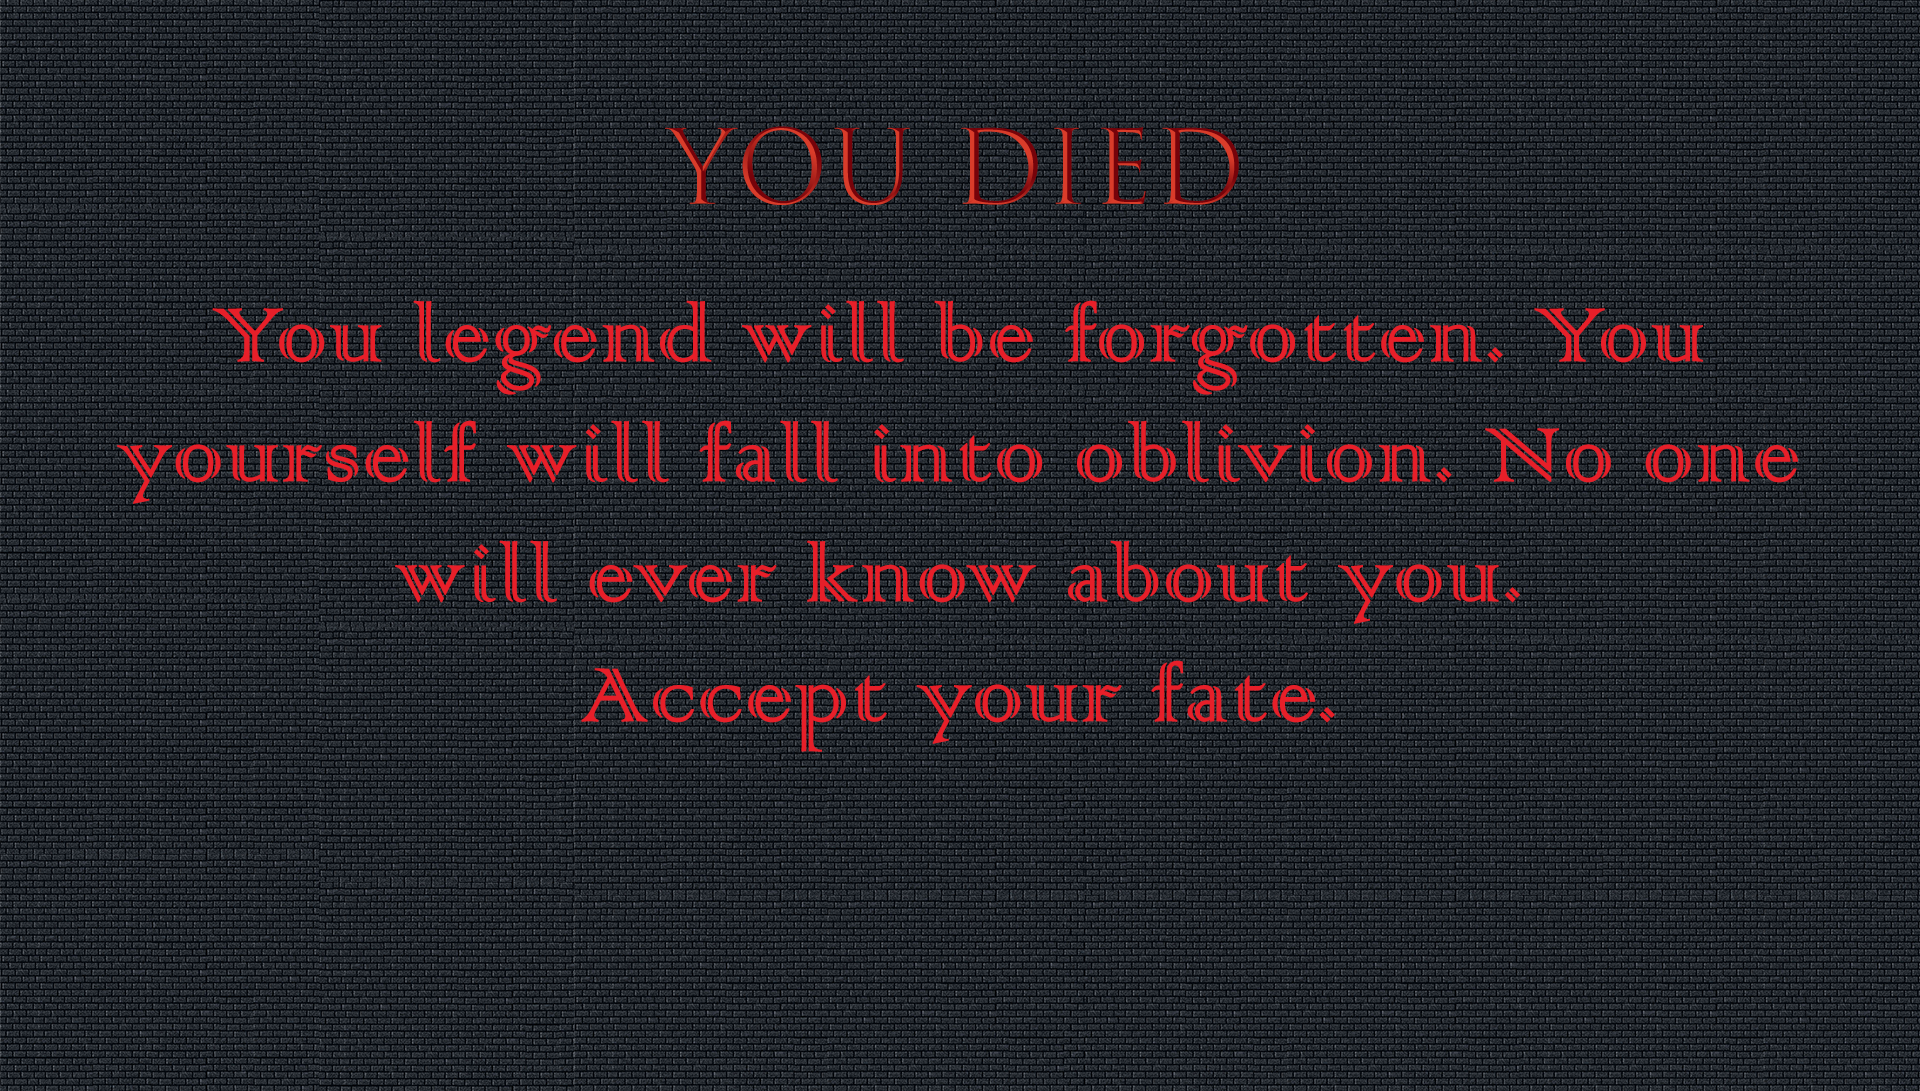 YOU DIED
You legend will be forgotten. You
yourself will fall into oblivion. No one
will ever know about you.
Accept your fate.